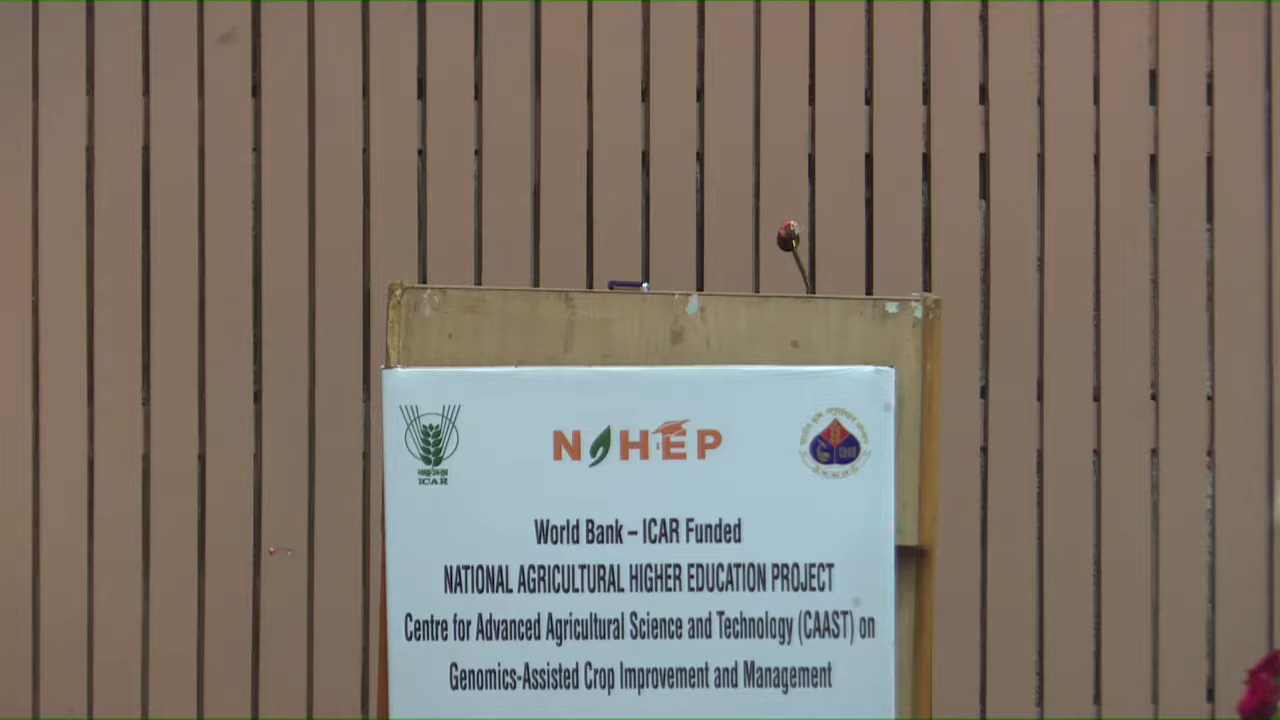 ICAR
NAHEP
World Bank – ICAR Funded
NATIONAL AGRICULTURAL HIGHER EDUCATION PROJECT
Centre for Advanced Agricultural Science and Technology (CAAST) on
Genomics-Assisted Crop Improvement and Management